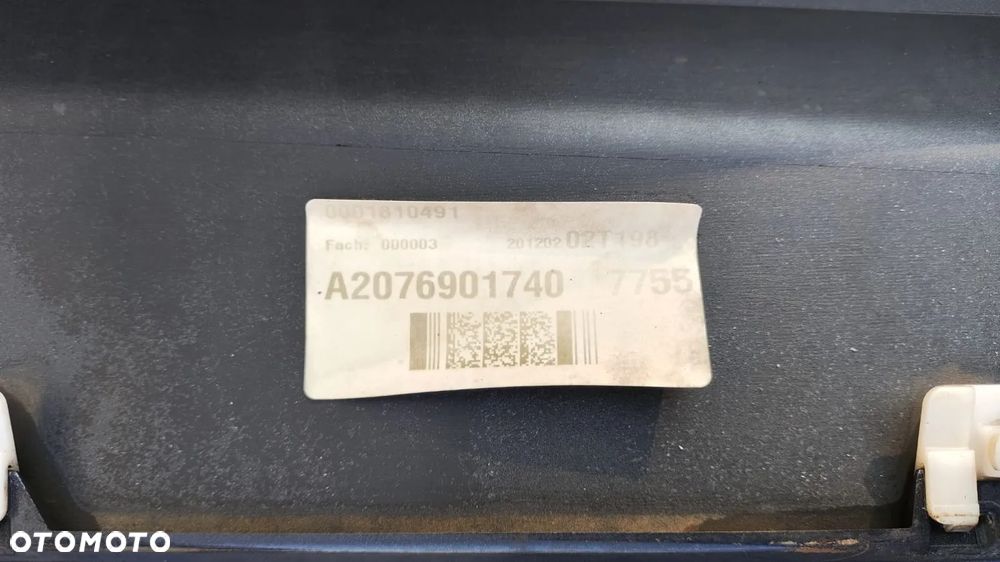 0001810491
Fach: 000003 201202 02T198-
A2076901740 7755
OTOMOTO